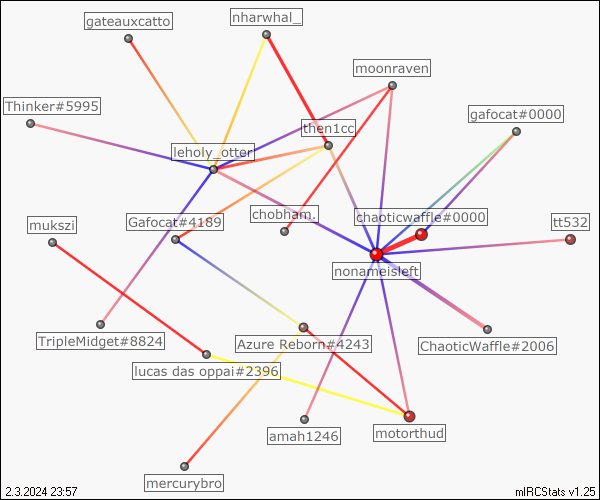 nharwhal_
gateauxcatto
moonraven
Thinker#5995
gafocat#0000
then1cc
leholy_otter
chobham.
chaoticwaffle#0000
mukszi
Gafocat#4189
tt532
nonameisleft
TripleMidget#8824
Azure Reborn#4243
ChaoticWaffle#2006
lucas das oppai#2396
amah1246
motorthud
mercurybro
2.3.2024 23:57
mIRCStats v1.25